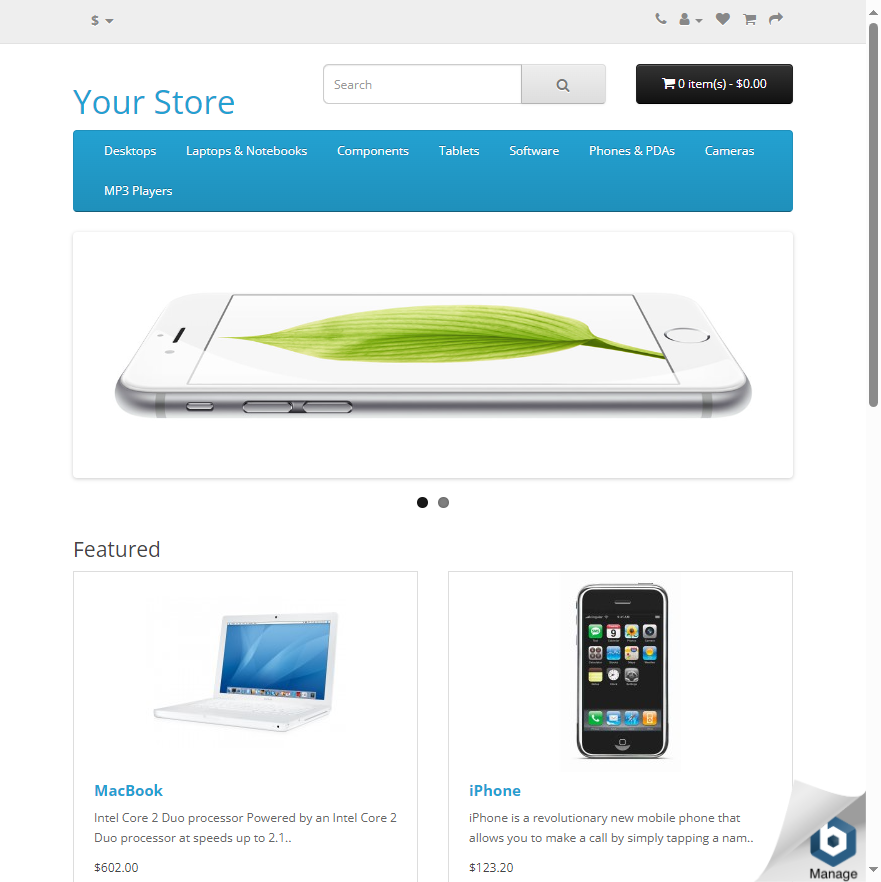 $
Your Store
Search
0 item(s) - $0.00
Desktops
Laptops & Notebooks
Components
Tablets
Software
Phones & PDAs
Cameras
MP3 Players
Featured
MacBook
Intel Core 2 Duo processor Powered by an Intel Core 2
Duo processor at speeds up to 2.1..
$602.00
iPhone
iPhone is a revolutionary new mobile phone that
allows you to make a call by simply tapping a nam..
$123.20
Manage